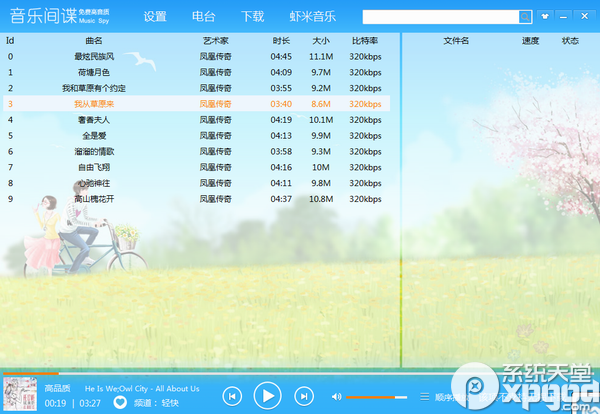 音乐间谍 免费高音质 Music Spy 设置 电台 下载 虾米音乐
Id 曲名 艺术家 时长 大小 比特率 文件名 速度 状态
0 最炫民族风 凤凰传奇 04:45 11.1M 320kbps
1 荷塘月色 凤凰传奇 04:09 9.7M 320kbps
2 我和草原有个约定 凤凰传奇 03:55 9.2M 320kbps
3 我从草原来 凤凰传奇 03:40 8.6M 320kbps
4 奢香夫人 凤凰传奇 04:19 10.1M 320kbps
5 全是爱 凤凰传奇 04:13 9.9M 320kbps
6 溜溜的情歌 凤凰传奇 03:58 9.3M 320kbps
7 自由飞翔 凤凰传奇 04:16 10M 320kbps
8 心驰神往 凤凰传奇 04:11 9.8M 320kbps
9 高山槐花开 凤凰传奇 04:37 10.8M 320kbps
高品质 He Is We;Owl City - All About Us
00:19 | 03:27 频道：轻快
顺序
系统天堂
xpgod